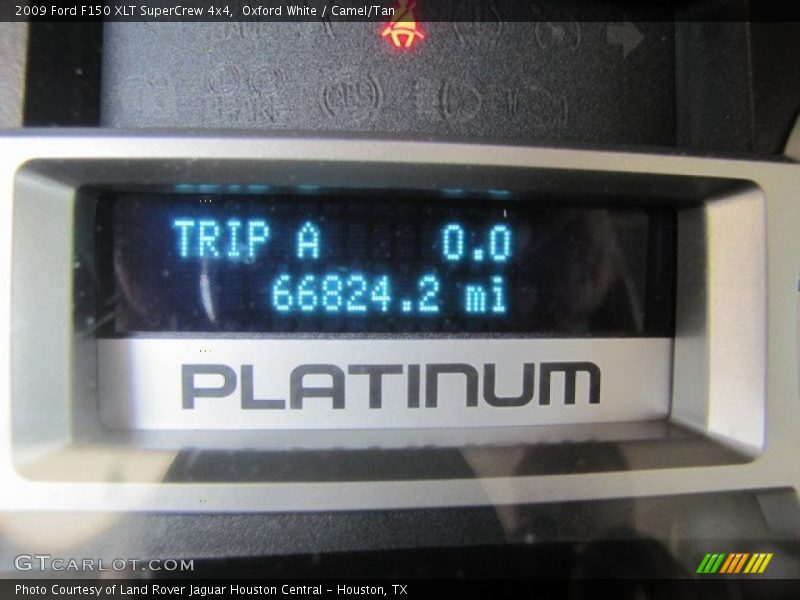 2009 Ford F150 XLT SuperCrew 4x4,  Oxford White / Camel/Tan
TRIP A 0.0
66824.2 mi
PLATINUM
GTCARLOT.COM
Photo Courtesy of Land Rover Jaguar Houston Central - Houston, TX